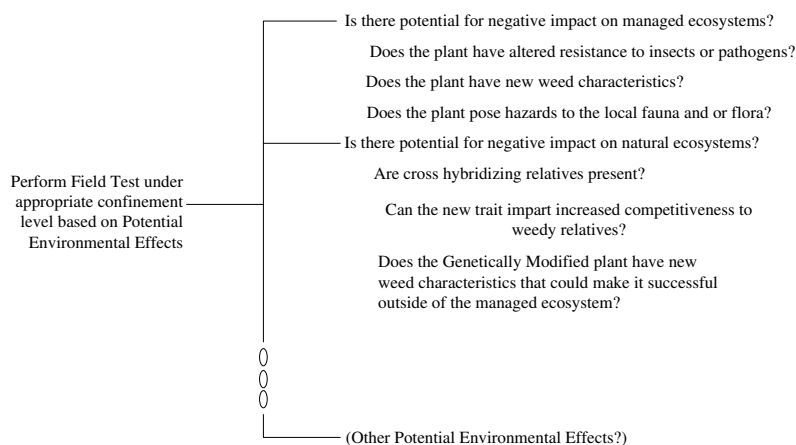 Is there potential for negative impact on managed ecosystems?
Does the plant have altered resistance to insects or pathogens?
Does the plant have new weed characteristics?
Does the plant pose hazards to the local fauna and or flora?
Is there potential for negative impact on natural ecosystems?
Are cross hybridizing relatives present?
Can the new trait impart increased competitiveness to
weedy relatives?
Does the Genetically Modified plant have new
weed characteristics that could make it successful
outside of the managed ecosystem?
Perform Field Test under
appropriate confinement
level based on Potential
Environmental Effects
(Other Potential Environmental Effects?)